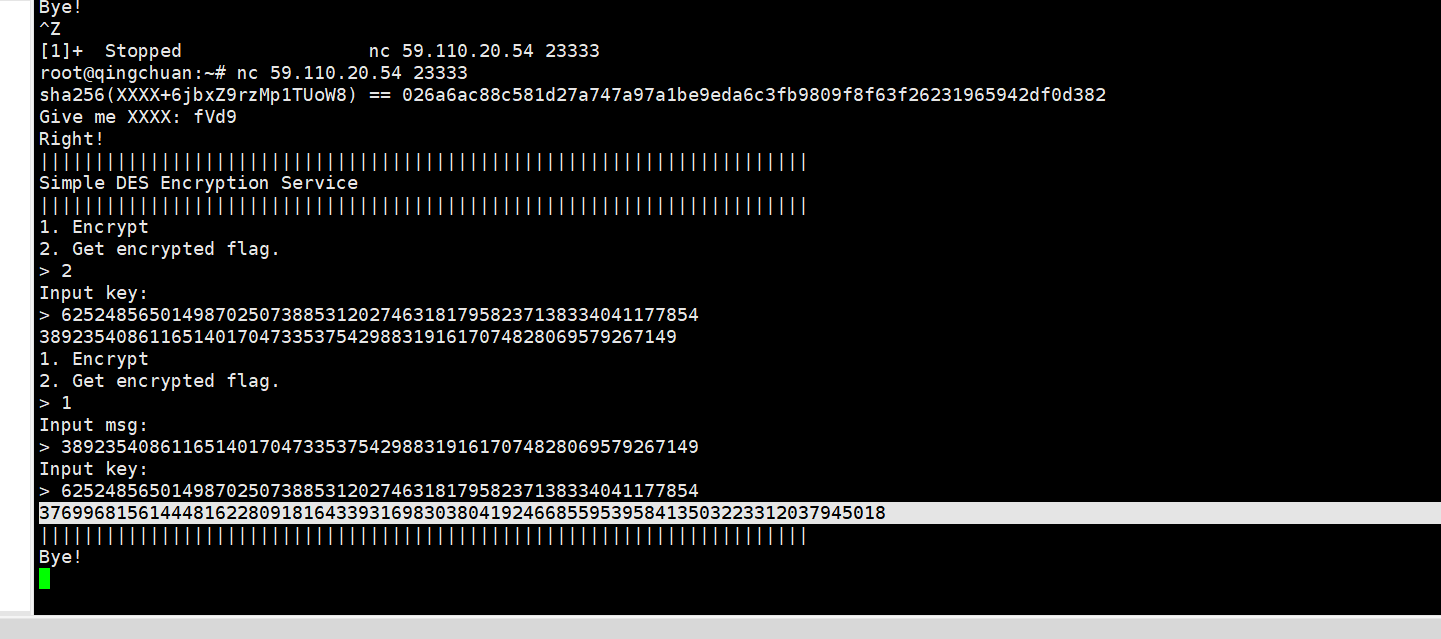 Bye!
^Z
[1]+  Stopped                 nc 59.110.20.54 23333
root@qingchuan:~# nc 59.110.20.54 23333
sha256(XXXX+6jbxZ9rzMp1TUoW8) == 026a6ac88c581d27a747a97a1be9eda6c3fb9809f8f63f26231965942df0d382
Give me XXXX: fVd9
Right!
||||||||||||||||||||||||||||||||||||||||||||||||||||||||||||||||||||||
Simple DES Encryption Service
||||||||||||||||||||||||||||||||||||||||||||||||||||||||||||||||||||||
1. Encrypt
2. Get encrypted flag.
> 2
Input key:
> 6252485650149870250738853120274631817958237138334041177854
3892354086116514017047335375429883191617074828069579267149
1. Encrypt
2. Get encrypted flag.
> 1
Input msg:
> 3892354086116514017047335375429883191617074828069579267149
Input key:
> 6252485650149870250738853120274631817958237138334041177854
37699681561444816228091816433931698303804192466855953958413503223312037945018
||||||||||||||||||||||||||||||||||||||||||||||||||||||||||||||||||||||
Bye!